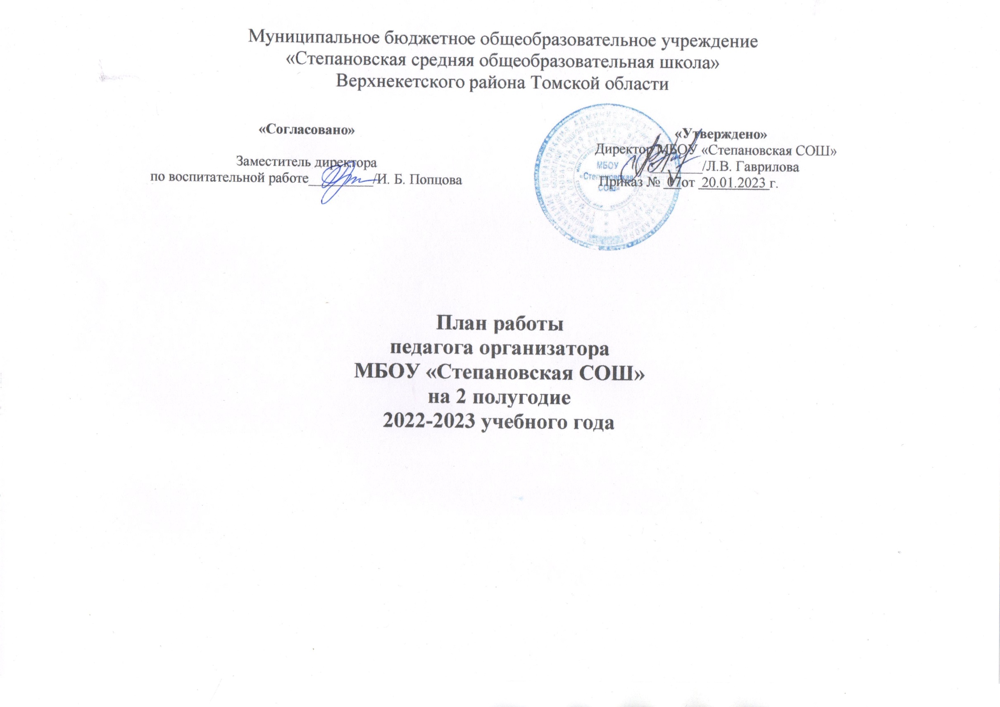 Муниципальное бюджетное общеобразовательное учреждение
«Степановская средняя общеобразовательная школа»
Верхнекетского района Томской области
«Согласовано»
Заместитель директора
по воспитательной работе_________/И. Б. Попцова
«Утверждено»
Директор МБОУ «Степановская СОШ»
_______/Л.В. Гаврилова
Приказ № 07от 20.01.2023 г.
МБОУ
«Степановская
СОШ»
План работы
педагога организатора
МБОУ «Степановская СОШ»
на 2 полугодие
2022-2023 учебного года